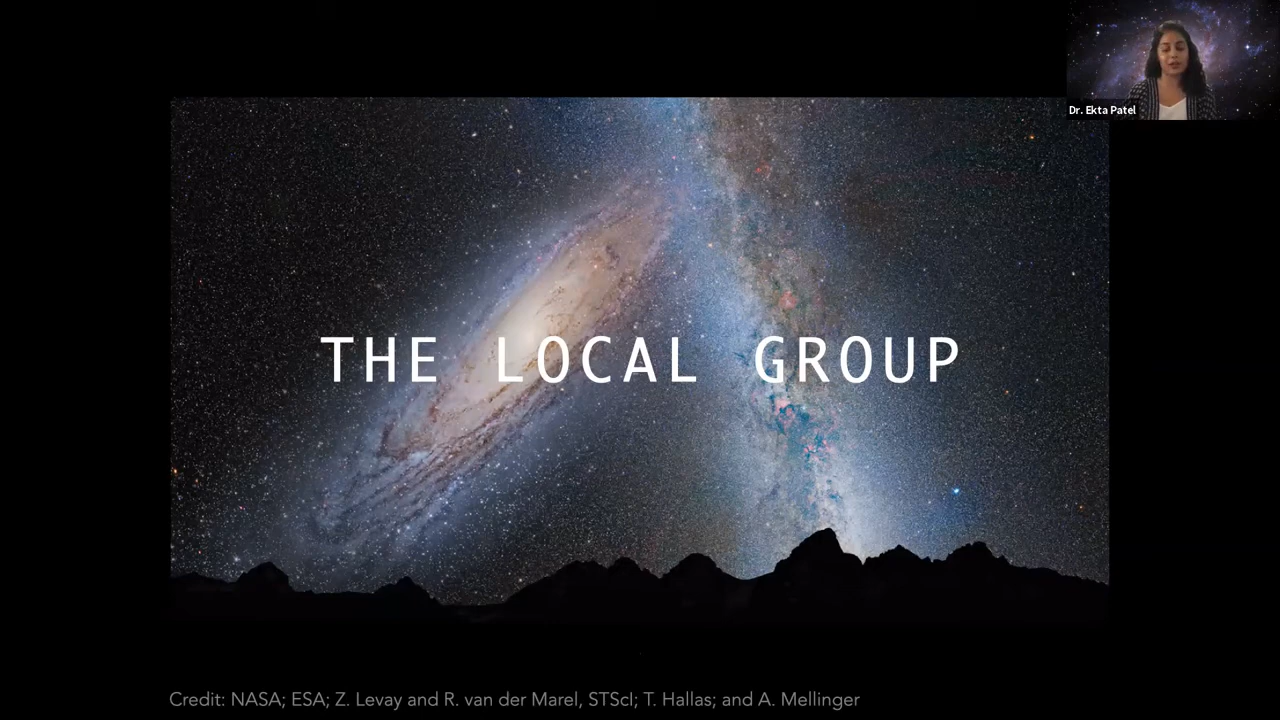 Dr. Ekta Patel
THE LOCAL GROUP
Credit: NASA; ESA; Z. Levay and R. van der Marel, STScI; T. Hallas; and A. Mellinger